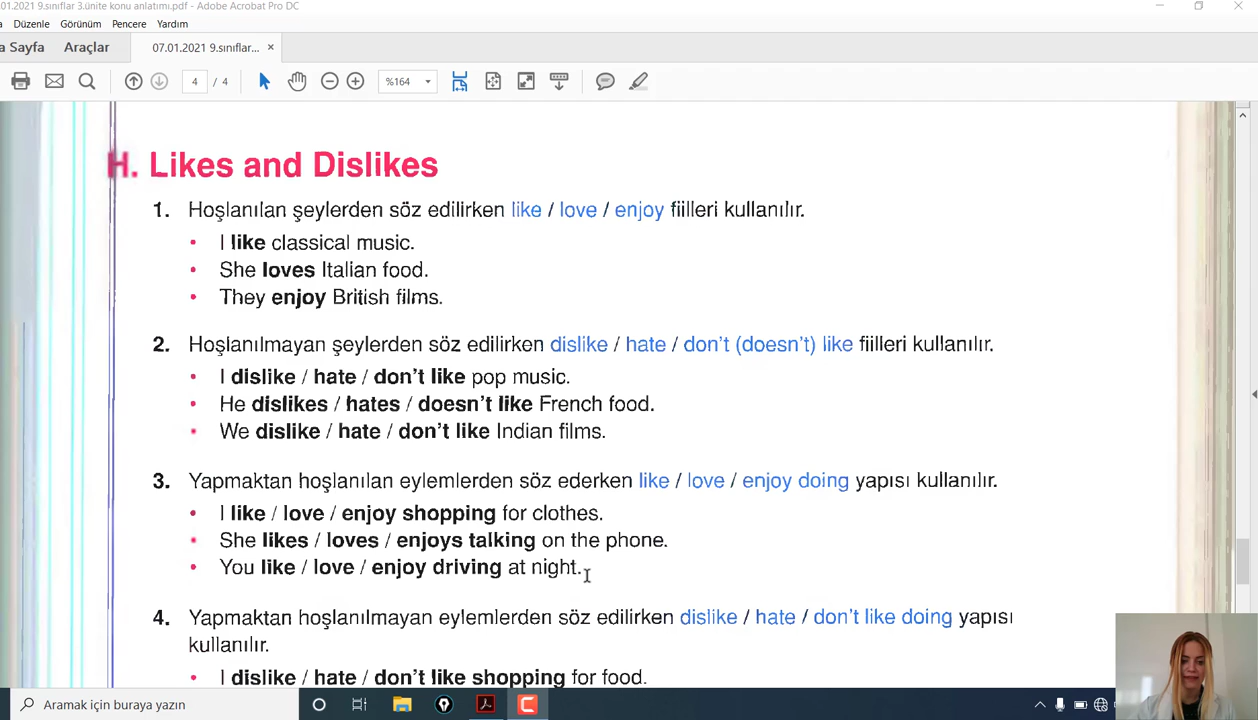 .01.2021 9.sınıflar 3.ünite konu anlatımı.pdf - Adobe Acrobat Pro DC
Düzenle Görünüm Pencere Yardım
a Sayfa Araçlar 07.01.2021 9.sınıflar... ×
4 / 4 %164
H. Likes and Dislikes
1. Hoşlanılan şeylerden söz edilirken like / love / enjoy fiilleri kullanılır.
• I like classical music.
• She loves Italian food.
• They enjoy British films.
2. Hoşlanılmayan şeylerden söz edilirken dislike / hate / don't (doesn't) like fiilleri kullanılır.
• I dislike / hate / don't like pop music.
• He dislikes / hates / doesn't like French food.
• We dislike / hate / don't like Indian films.
3. Yapmaktan hoşlanılan eylemlerden söz ederken like / love / enjoy doing yapısı kullanılır.
• I like / love / enjoy shopping for clothes.
• She likes / loves / enjoys talking on the phone.
• You like / love / enjoy driving at night.
4. Yapmaktan hoşlanılmayan eylemlerden söz edilirken dislike / hate / don't like doing yapısı
kullanılır.
• I dislike / hate / don't like shopping for food.
Aramak için buraya yazın